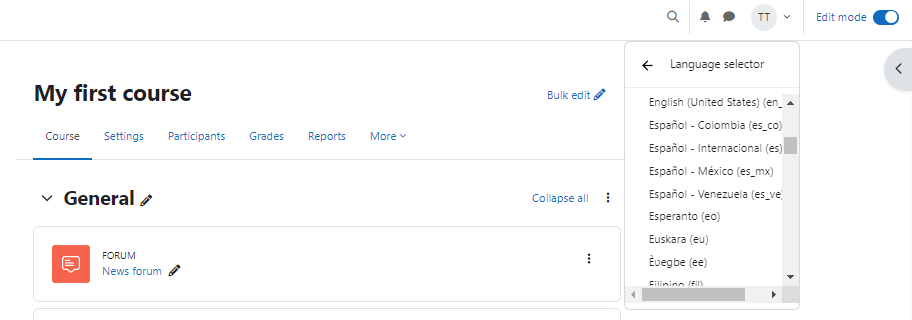 TT
Edit mode
Language selector
My first course
Bulk edit
Course Settings Participants Grades Reports More
General
Collapse all
FORUM
News forum
English (United States) (en_
Español - Colombia (es_co)
Español - Internacional (es)
Español - México (es_mx)
Español - Venezuela (es_ve
Esperanto (eo)
Euskara (eu)
Èʋegbe (ee)
Filipino (fil)